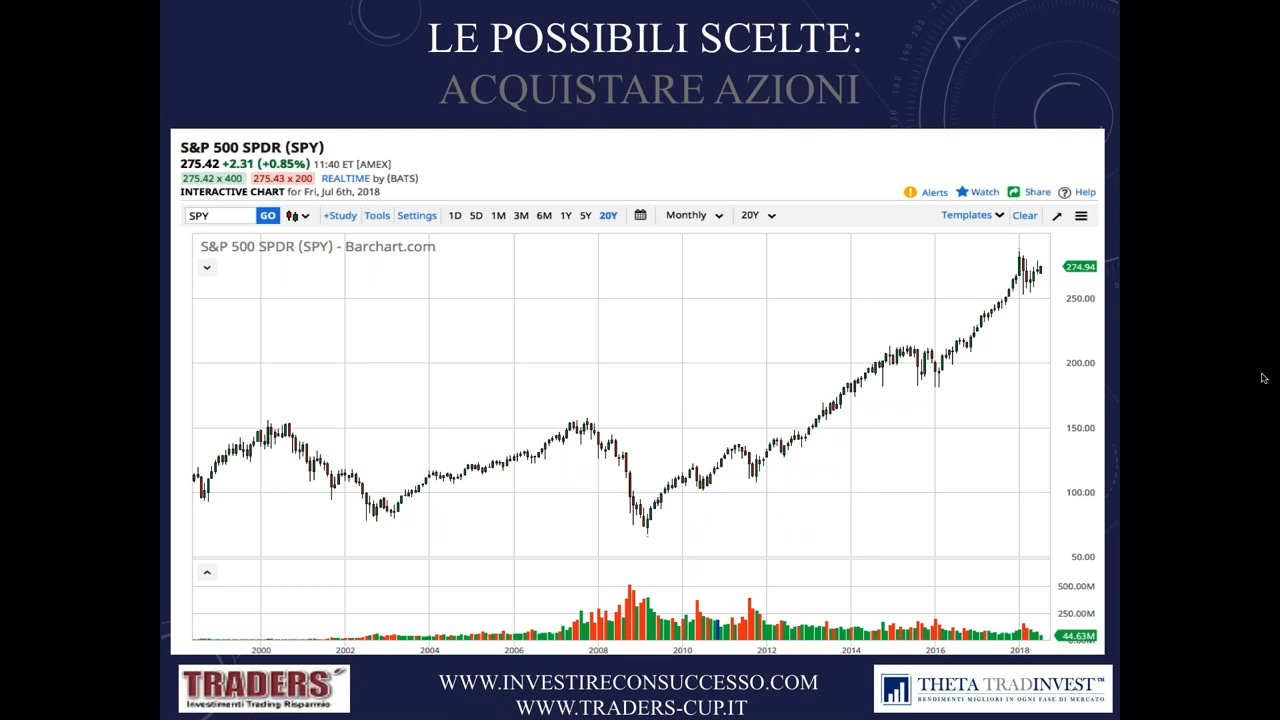 LE POSSIBILI SCELTE:
ACQUISTARE AZIONI
S&P 500 SPDR (SPY)
275.42 +2.31 (+0.85%) 11:40 ET [AMEX]
275.42 x 400 275.43 x 200 REALTIME by (BATS)
INTERACTIVE CHART for Fri, Jul 6th, 2018
Alerts Watch Share Help
SPY GO +Study Tools Settings 1D 5D 1M 3M 6M 1Y 5Y 20Y Monthly 20Y Templates Clear
S&P 500 SPDR (SPY) - Barchart.com
274.94
250.00
200.00
150.00
100.00
50.00
500.00M
250.00M
44.63M
2000 2002 2004 2006 2008 2010 2012 2014 2016 2018
TRADERS'
Investimenti Trading Risparmio
WWW.INVESTIRECONSUCCESSO.COM
WWW.TRADERS-CUP.IT
THETA TRADINVEST™
RENDIMENTI MIGLIORI IN OGNI FASE DI MERCATO